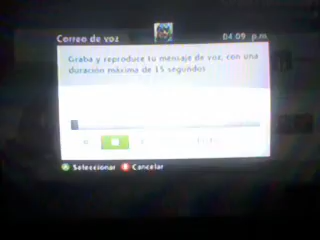 Correo de voz
04:09 p.m.
Graba y reproduce tu mensaje de voz, con una
duración máxima de 15 segundos
A Seleccionar B Cancelar